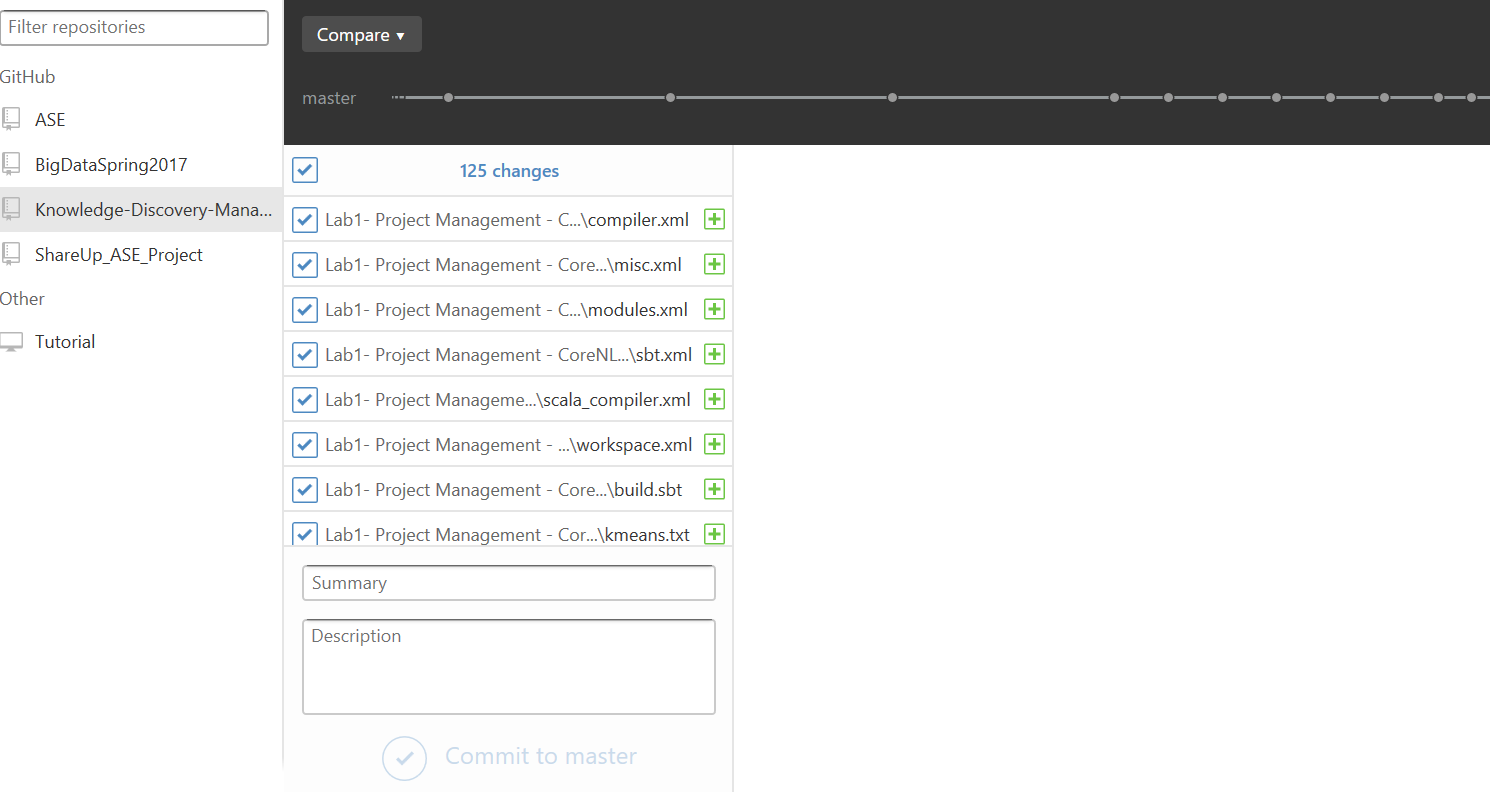 Filter repositories
GitHub
ASE
BigDataSpring2017
Knowledge-Discovery-Mana...
ShareUp_ASE_Project
Other
Tutorial
Compare ▾
master
125 changes
Lab1- Project Management - C...\compiler.xml
Lab1- Project Management - Core...\misc.xml
Lab1- Project Management - C...\modules.xml
Lab1- Project Management - CoreNL...\sbt.xml
Lab1- Project Manageme...\scala_compiler.xml
Lab1- Project Management - ...\workspace.xml
Lab1- Project Management - Core...\build.sbt
Lab1- Project Management - Cor...\kmeans.txt
Summary
Description
Commit to master